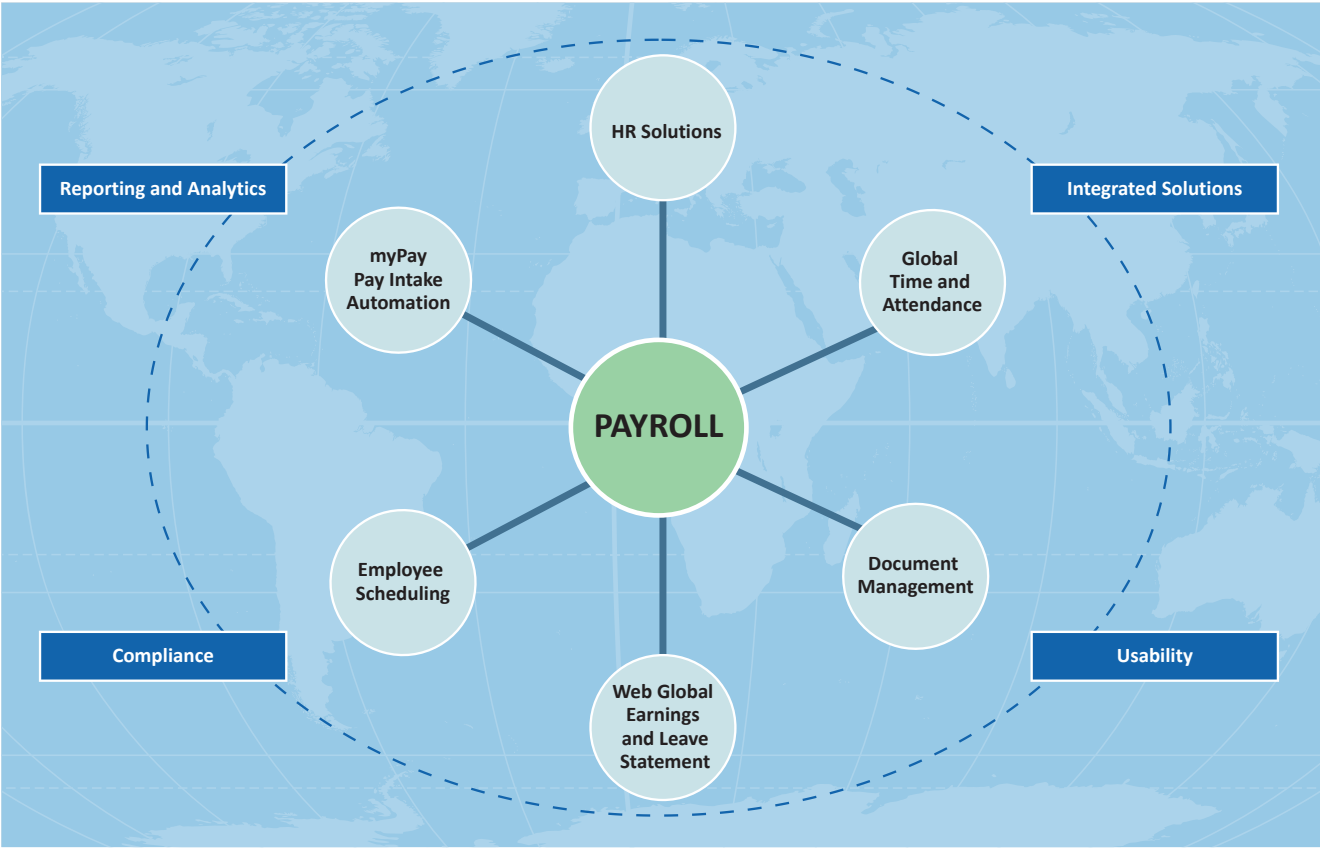 HR Solutions
Reporting and Analytics
Integrated Solutions
myPay
Pay Intake
Automation
Global
Time and
Attendance
PAYROLL
Employee
Scheduling
Document
Management
Compliance
Usability
Web Global
Earnings
and Leave
Statement